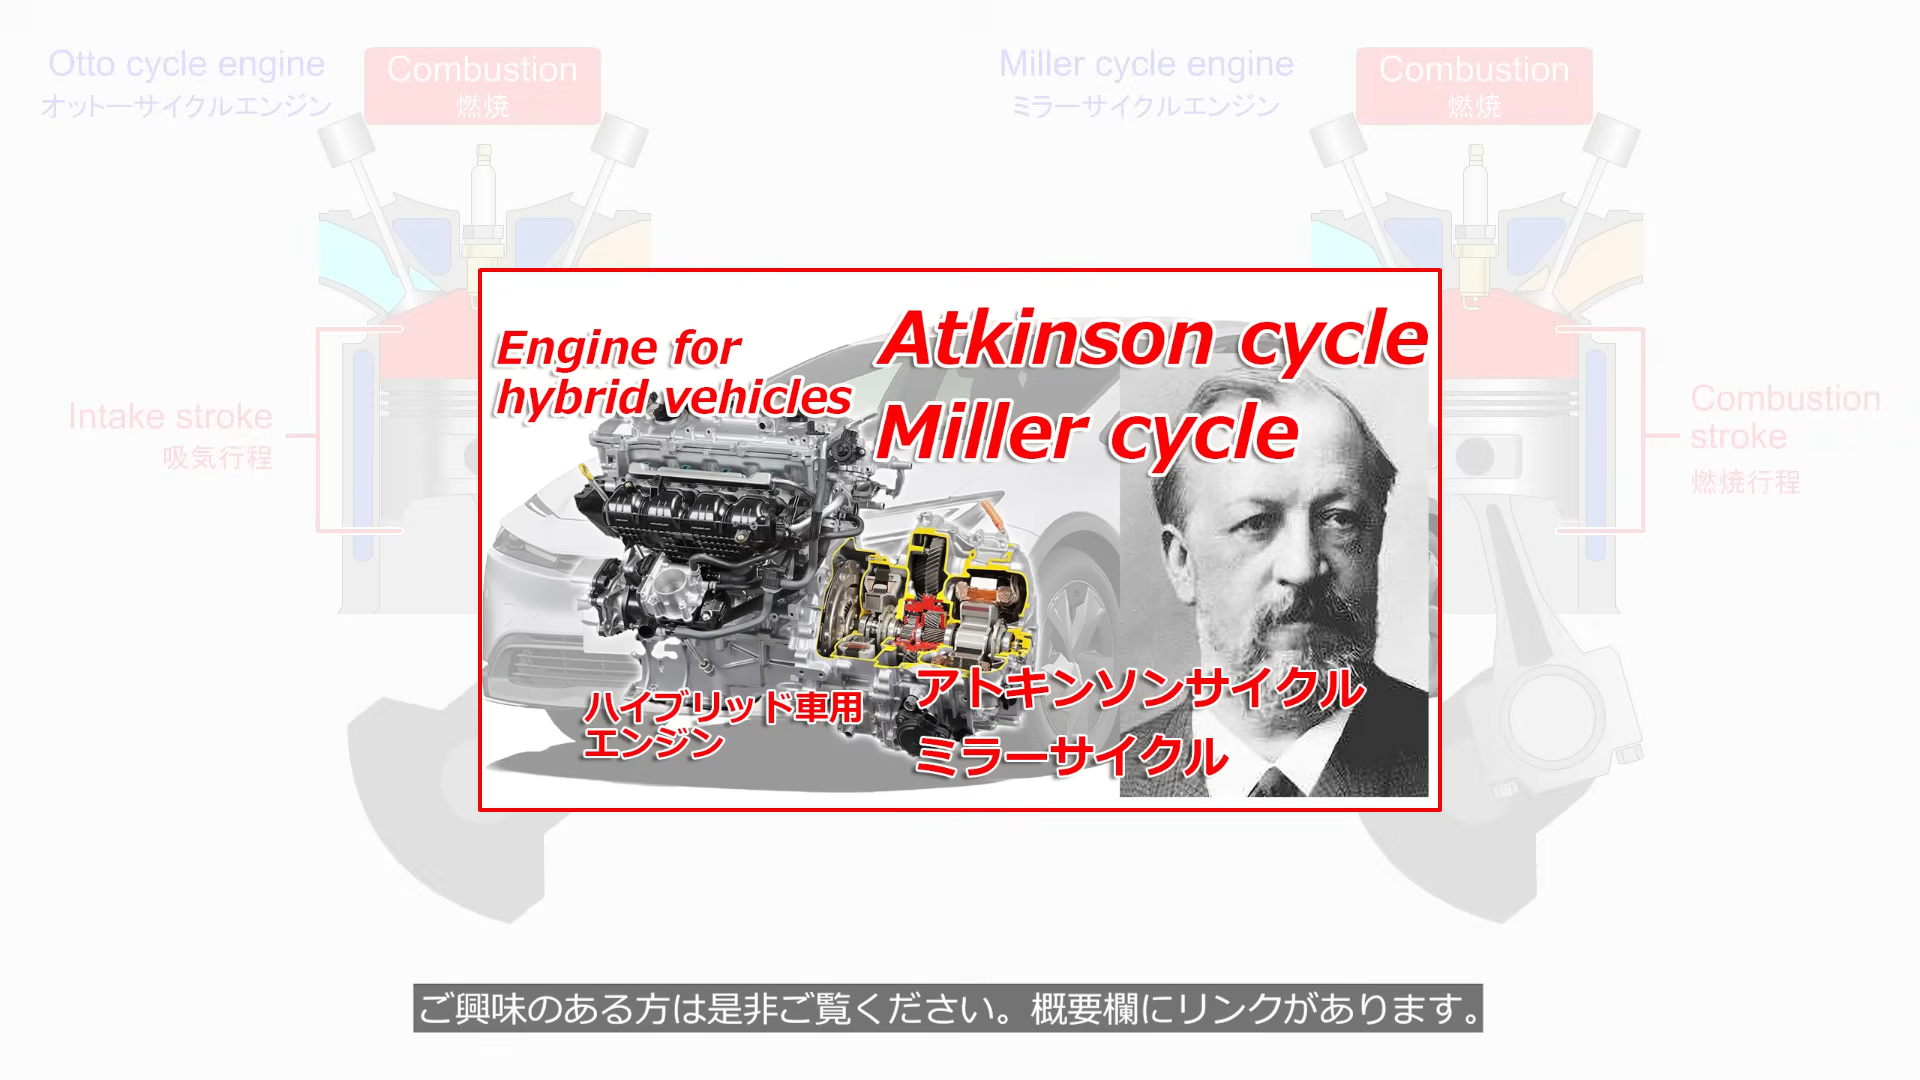 Otto cycle engine
オットーサイクルエンジン
Combustion
燃焼
Miller cycle engine
ミラーサイクルエンジン
Combustion
燃焼
Intake stroke
吸気行程
Combustion
stroke
燃焼行程
Engine for
hybrid vehicles
Atkinson cycle
Miller cycle
ハイブリッド車用
エンジン
アトキンソンサイクル
ミラーサイクル
ご興味のある方は是非ご覧ください。概要欄にリンクがあります。